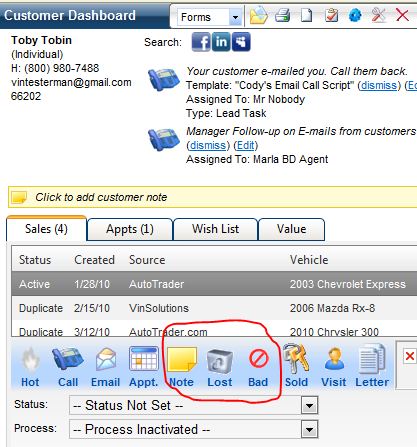 Customer Dashboard Forms
Toby Tobin
(Individual)
H: (800) 980-7488
vintesterman@gmail.com
66202
Search:
Your customer e-mailed you. Call them back.
Template: "Cody's Email Call Script" (dismiss)
Assigned To: Mr Nobody
Type: Lead Task
Manager Follow-up on E-mails from customers
(dismiss) (Edit)
Assigned To: Marla BD Agent
Click to add customer note
Sales (4) Appts (1) Wish List Value
Status Created Source Vehicle
Active 1/28/10 AutoTrader 2003 Chevrolet Express
Duplicate 2/15/10 VinSolutions 2006 Mazda Rx-8
Duplicate 3/12/10 AutoTrader.com 2010 Chrysler 300
Hot Call Email Appt. Note Lost Bad Sold Visit Letter
Status: -- Status Not Set --
Process: -- Process Inactivated --